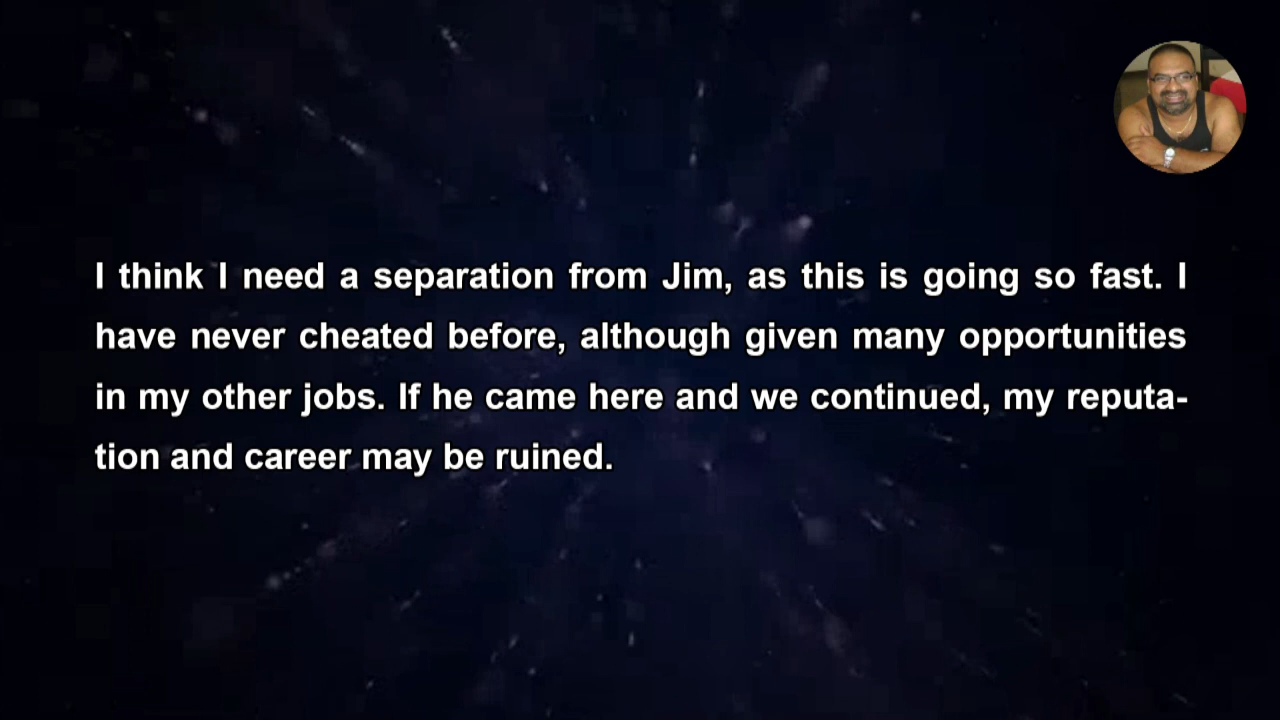 I think I need a separation from Jim, as this is going so fast. I
have never cheated before, although given many opportunities
in my other jobs. If he came here and we continued, my reputa-
tion and career may be ruined.